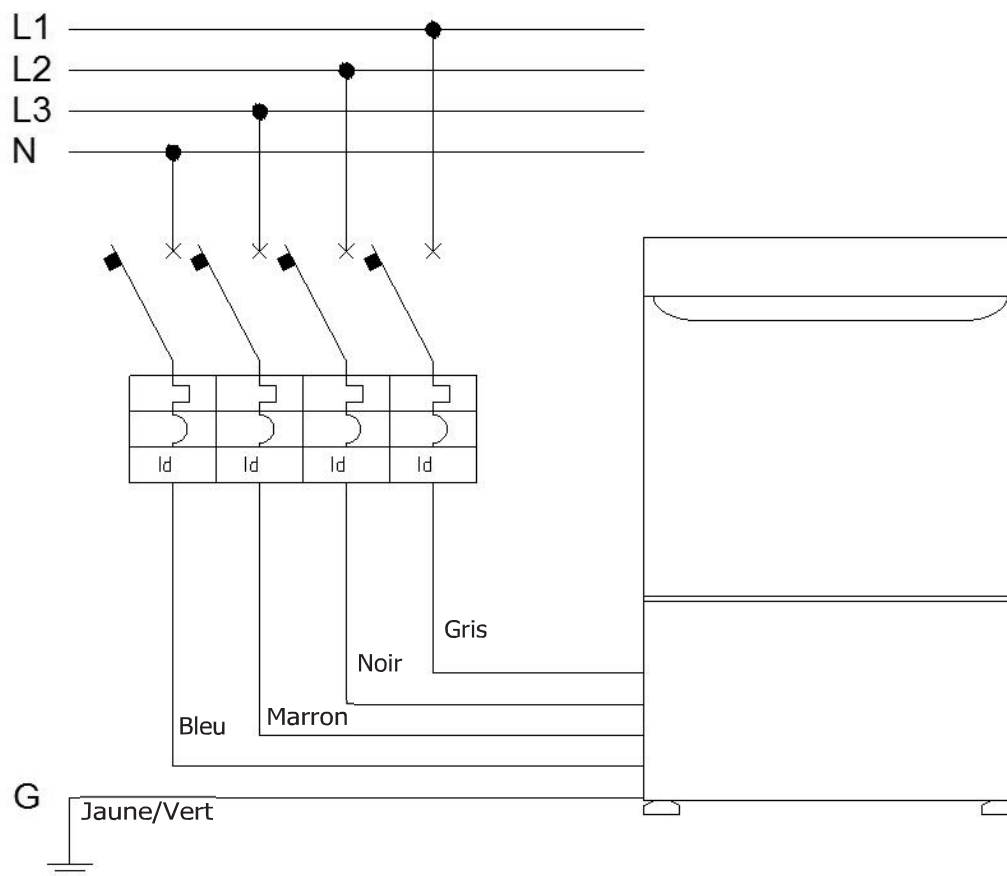 L1
L2
L3
N
Id Id Id Id
Gris
Noir
Marron
Bleu
G
Jaune/Vert